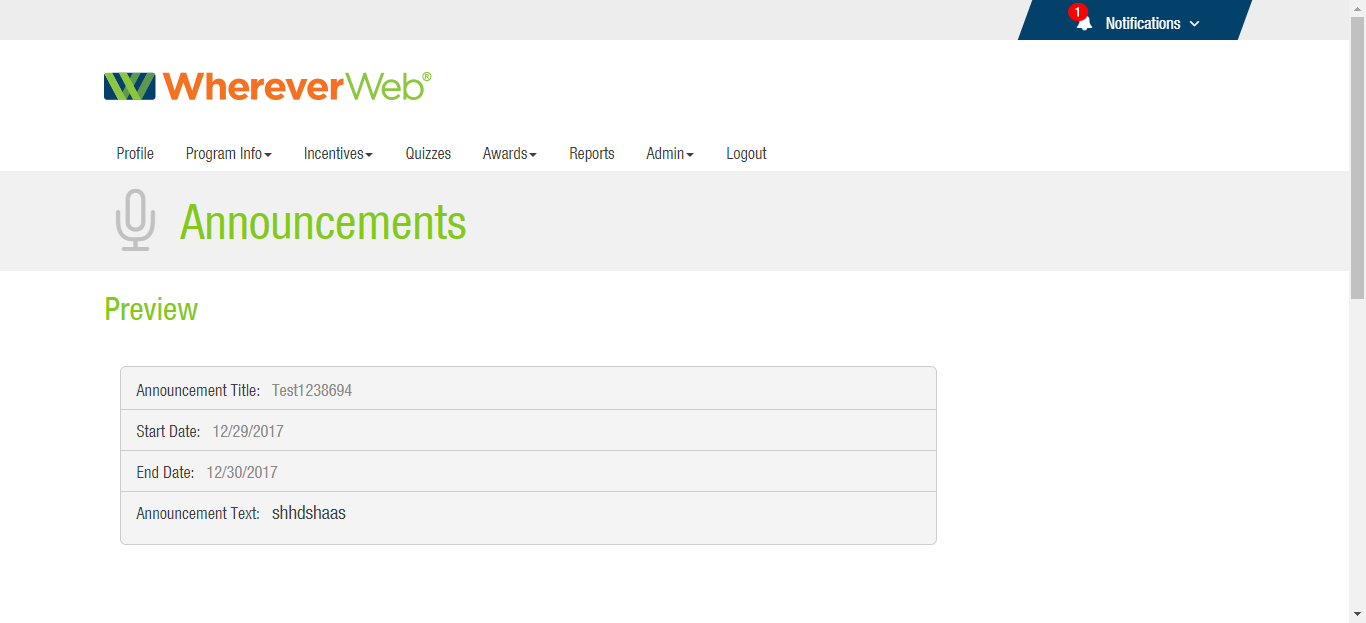 1 Notifications
WhereverWeb®
Profile Program Info Incentives Quizzes Awards Reports Admin Logout
Announcements
Preview
Announcement Title: Test1238694
Start Date: 12/29/2017
End Date: 12/30/2017
Announcement Text: shhdshaas